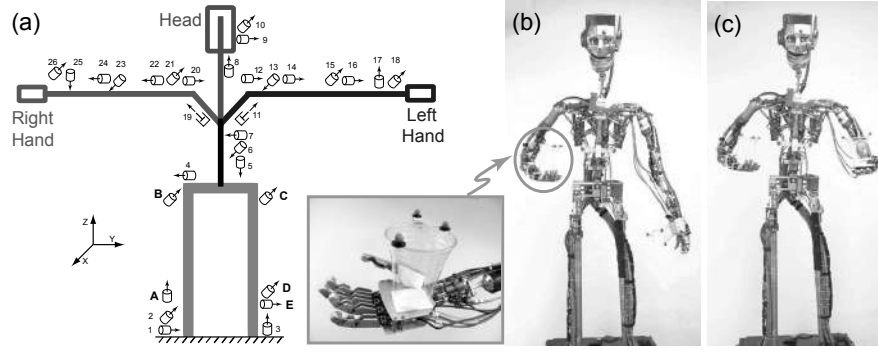 (a)
Head
10
9
8
26 25 24 23 22 21 20
12 13 14 15 16 17 18
Right
Hand
Left
Hand
19
11
7
6
5
4
B
C
Z
Y
X
A
2
1
D
E
3
(b)
(c)